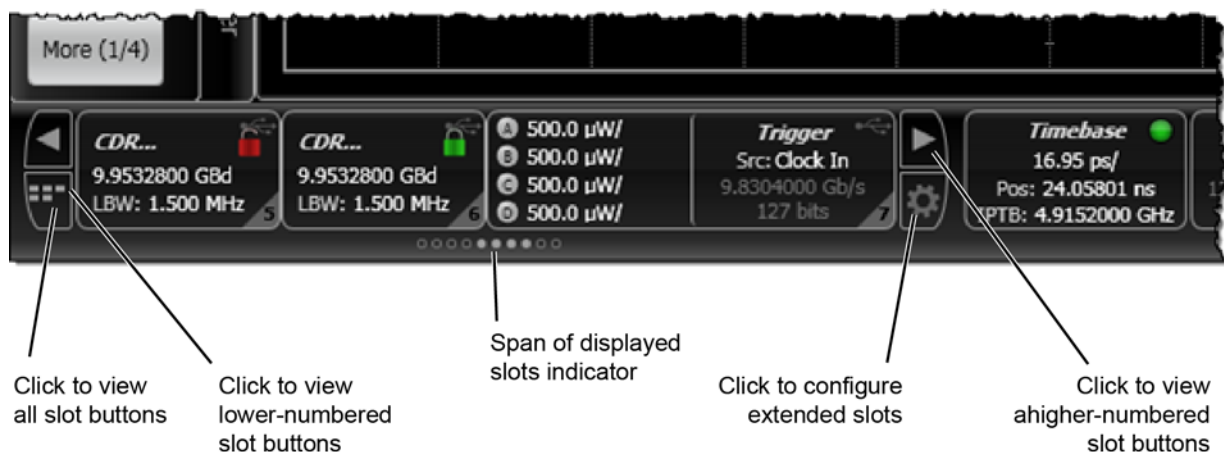 More (1/4)
CDR...
9.9532800 GBd
LBW: 1.500 MHz
5
CDR...
9.9532800 GBd
LBW: 1.500 MHz
6
A 500.0 µW/
B 500.0 µW/
C 500.0 µW/
D 500.0 µW/
Trigger
Src: Clock In
9.8304000 Gb/s
127 bits
7
Timebase
16.95 ps/
Pos: 24.05801 ns
IPTB: 4.9152000 GHz
Click to view
all slot buttons
Click to view
lower-numbered
slot buttons
Span of displayed
slots indicator
Click to configure
extended slots
Click to view
ahigher-numbered
slot buttons